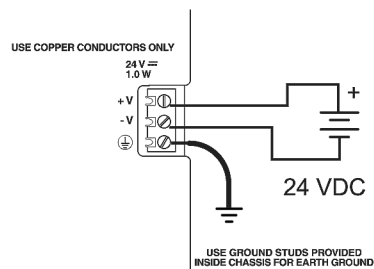 USE COPPER CONDUCTORS ONLY
24 V ⎓
1.0 W
+ V
- V
+
24 VDC
USE GROUND STUDS PROVIDED
INSIDE CHASSIS FOR EARTH GROUND